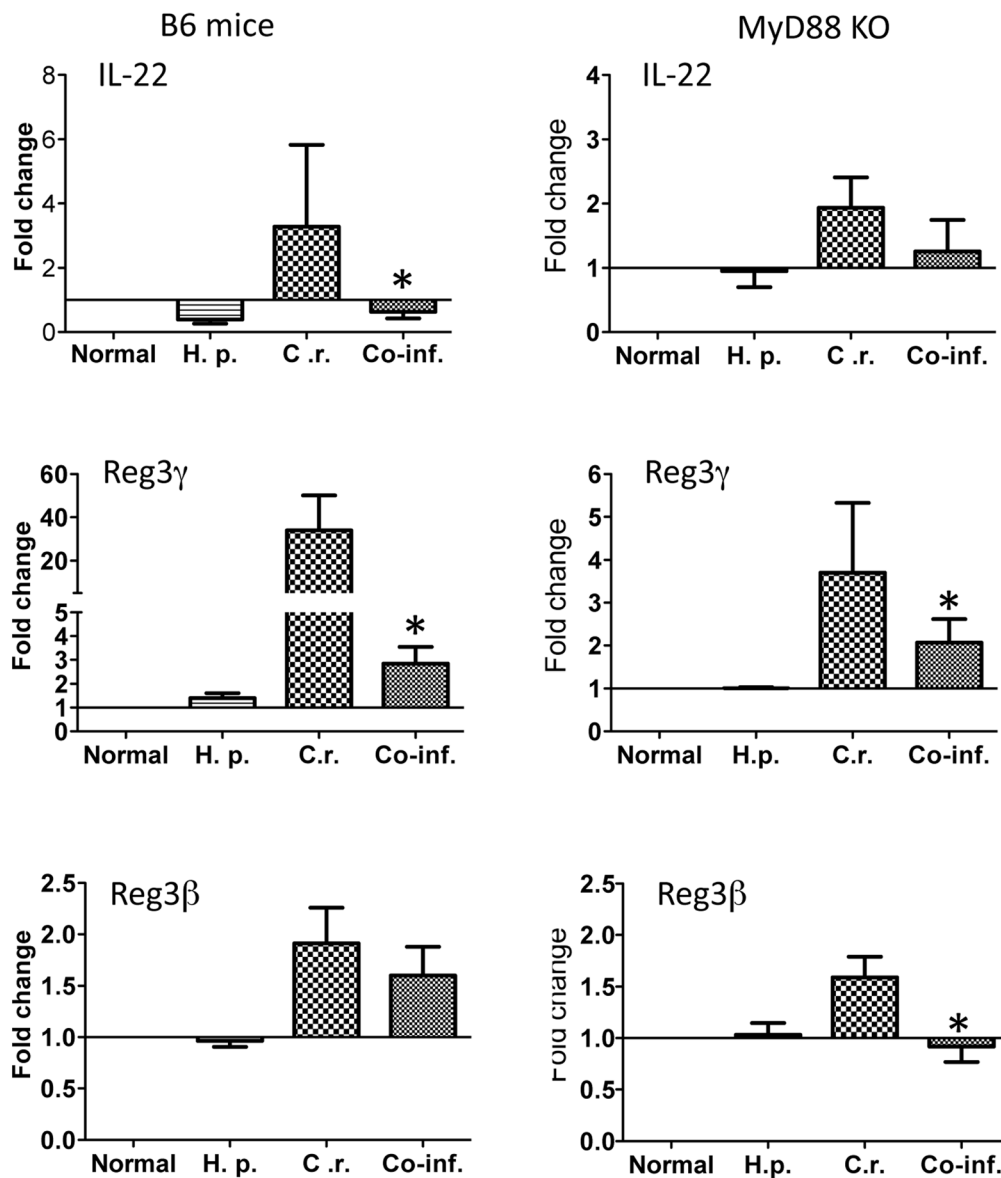 B6 mice
MyD88 KO
IL-22
Fold change
8
6
4
2
0
*
Normal H. p. C .r. Co-inf.
IL-22
Fold change
4
3
2
1
0
Normal H. p. C .r. Co-inf.
Reg3γ
Fold change
60
40
20
5
4
3
2
1
0
*
Normal H. p. C.r. Co-inf.
Reg3γ
Fold change
6
5
4
3
2
1
0
*
Normal H.p. C.r. Co-inf.
Reg3β
Fold change
2.5
2.0
1.5
1.0
0.5
0.0
Normal H. p. C .r. Co-inf.
Reg3β
Fold change
2.5
2.0
1.5
1.0
0.5
0.0
*
Normal H.p. C.r. Co-inf.